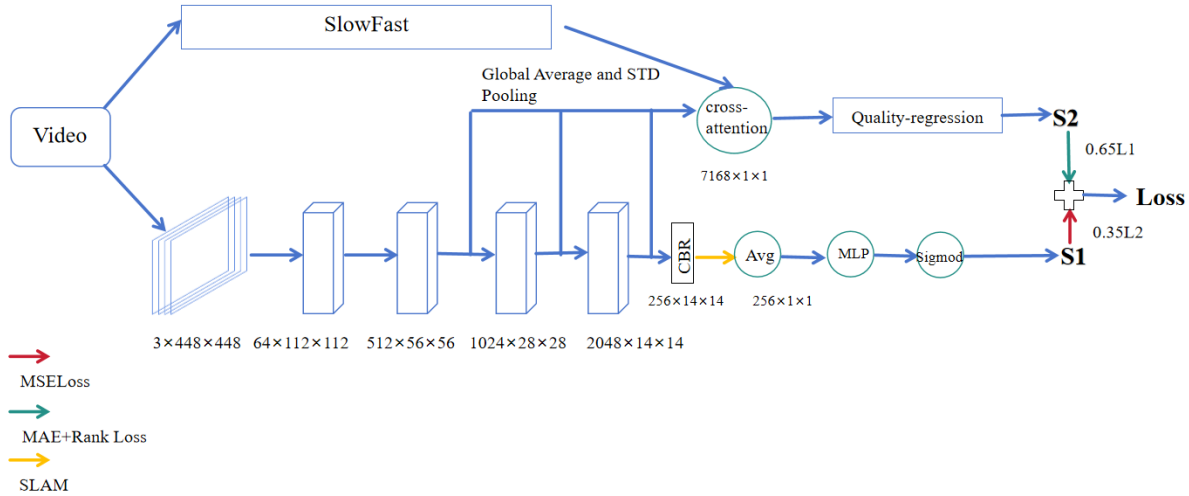 SlowFast
Global Average and STD
Pooling
Video
cross-
attention
Quality-regression
S2
0.65L1
7168×1×1
Loss
0.35L2
CBR
Avg
MLP
Sigmod
S1
256×14×14
256×1×1
3×448×448
64×112×112
512×56×56
1024×28×28
2048×14×14
MSELoss
MAE+Rank Loss
SLAM